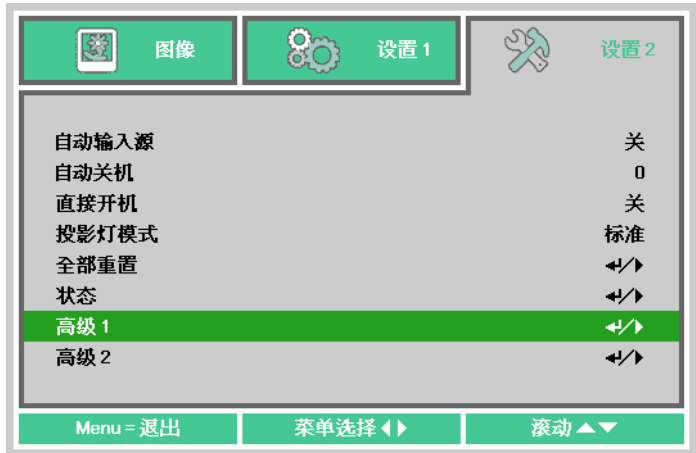 图像
设置 1
设置 2
自动输入源 关
自动关机 0
直接开机 关
投影灯模式 标准
全部重置 ↵/▶
状态 ↵/▶
高级 1 ↵/▶
高级 2 ↵/▶
Menu = 退出 菜单选择 ◀▶ 滚动 ▲▼